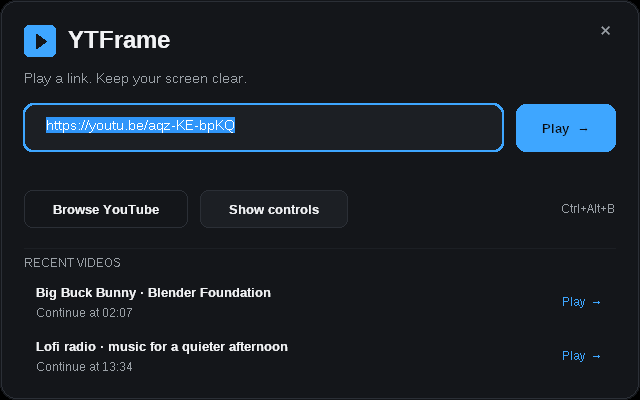 YTFrame
×
Play a link. Keep your screen clear.
https://youtu.be/aqz-KE-bpKQ
Play →
Browse YouTube
Show controls
Ctrl+Alt+B
RECENT VIDEOS
Big Buck Bunny · Blender Foundation
Continue at 02:07
Play →
Lofi radio · music for a quieter afternoon
Continue at 13:34
Play →